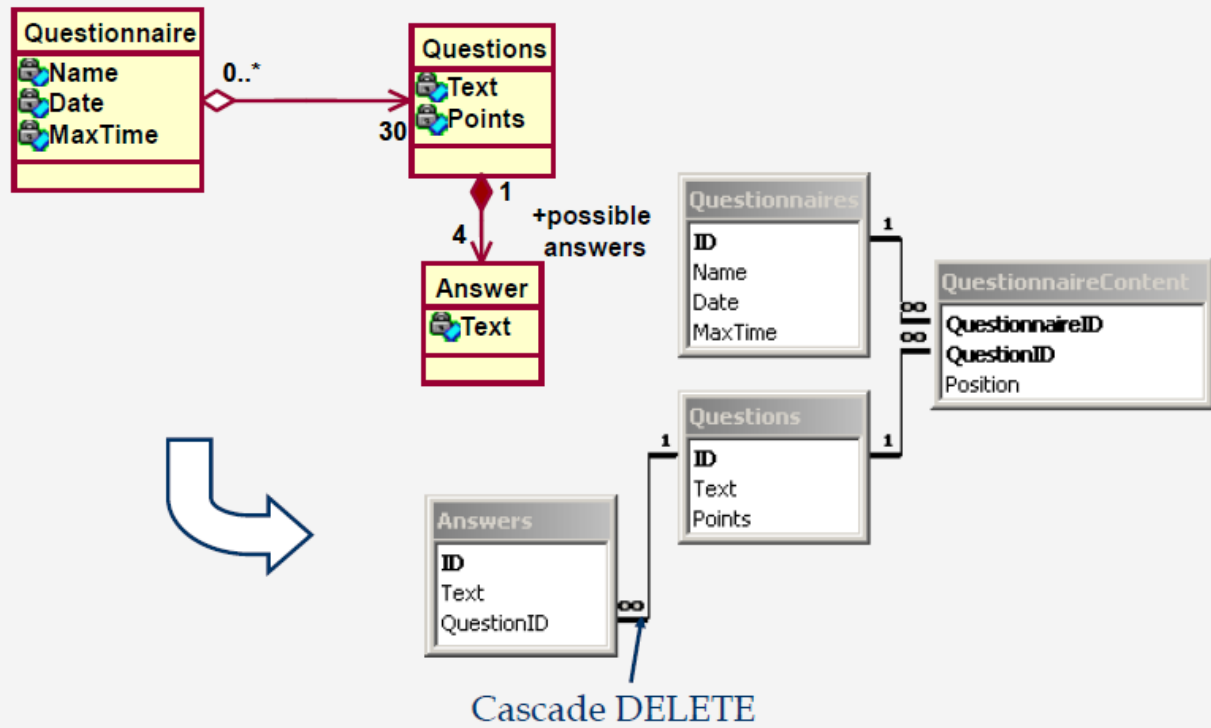 Questionnaire
Name
Date
MaxTime
0..*
30
Questions
Text
Points
1
4
+possible
answers
Answer
Text
Questionnaires
ID
Name
Date
MaxTime
1
∞
∞
QuestionnaireContent
QuestionnaireID
QuestionID
Position
Questions
ID
Text
Points
1
1
Answers
ID
Text
QuestionID
∞
Cascade DELETE